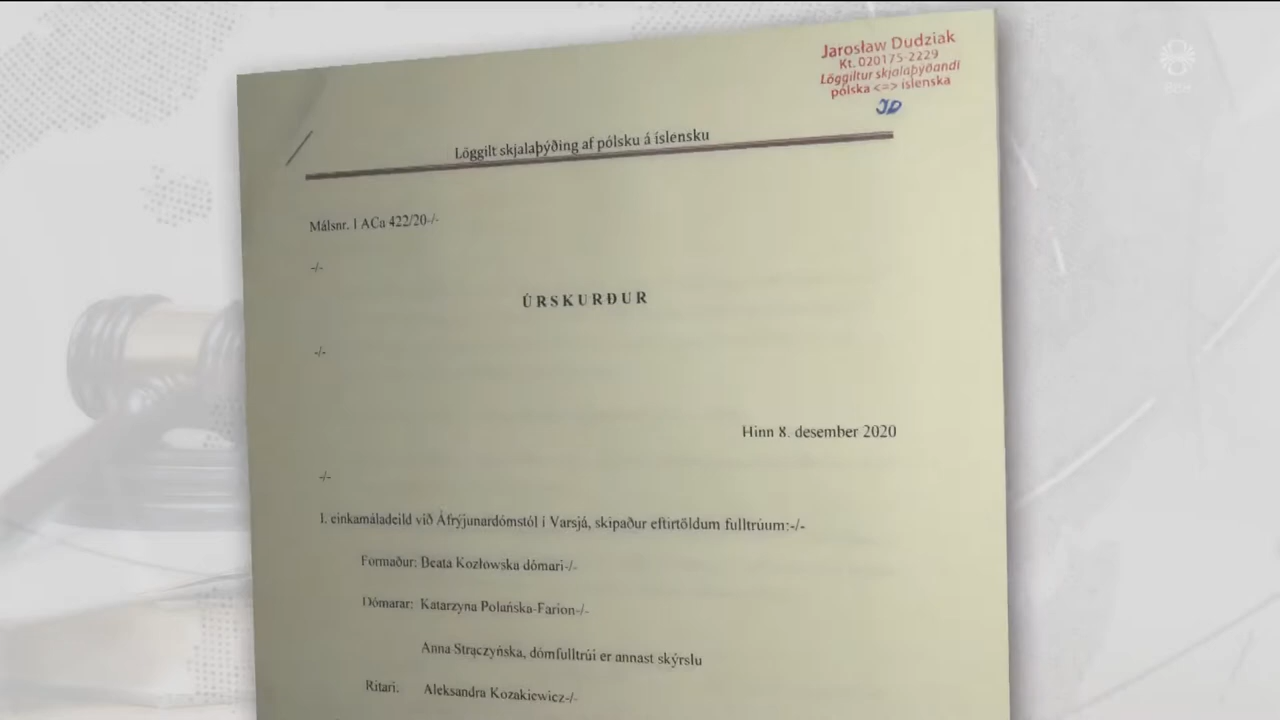 Jarosław Dudziak
Kt. 020175-2229
Löggiltur skjalaþýðandi
pólska <=> íslenska
JD
Löggilt skjalaþýðing af pólsku á íslensku
Málsnr. I ACa 422/20-/-
-/-
ÚRSKURÐUR
-/-
Hinn 8. desember 2020
-/-
I. einkamáladeild við Áfrýjunardómstól í Varsjá, skipaður eftirtöldum fulltrúum:-/-
Formaður: Beata Kozłowska dómari-/-
Dómarar: Katarzyna Polańska-Farion-/-
Anna Strączyńska, dómfulltrúi er annast skýrslu
Ritari: Aleksandra Kozakiewicz-/-